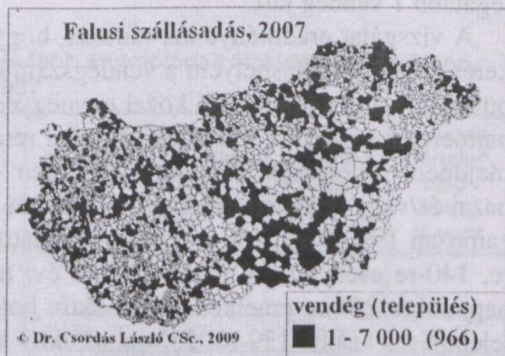 Falusi szállásadás, 2007
vendég (település)
1 - 7 000 (966)
© Dr. Csordás László CSc., 2009